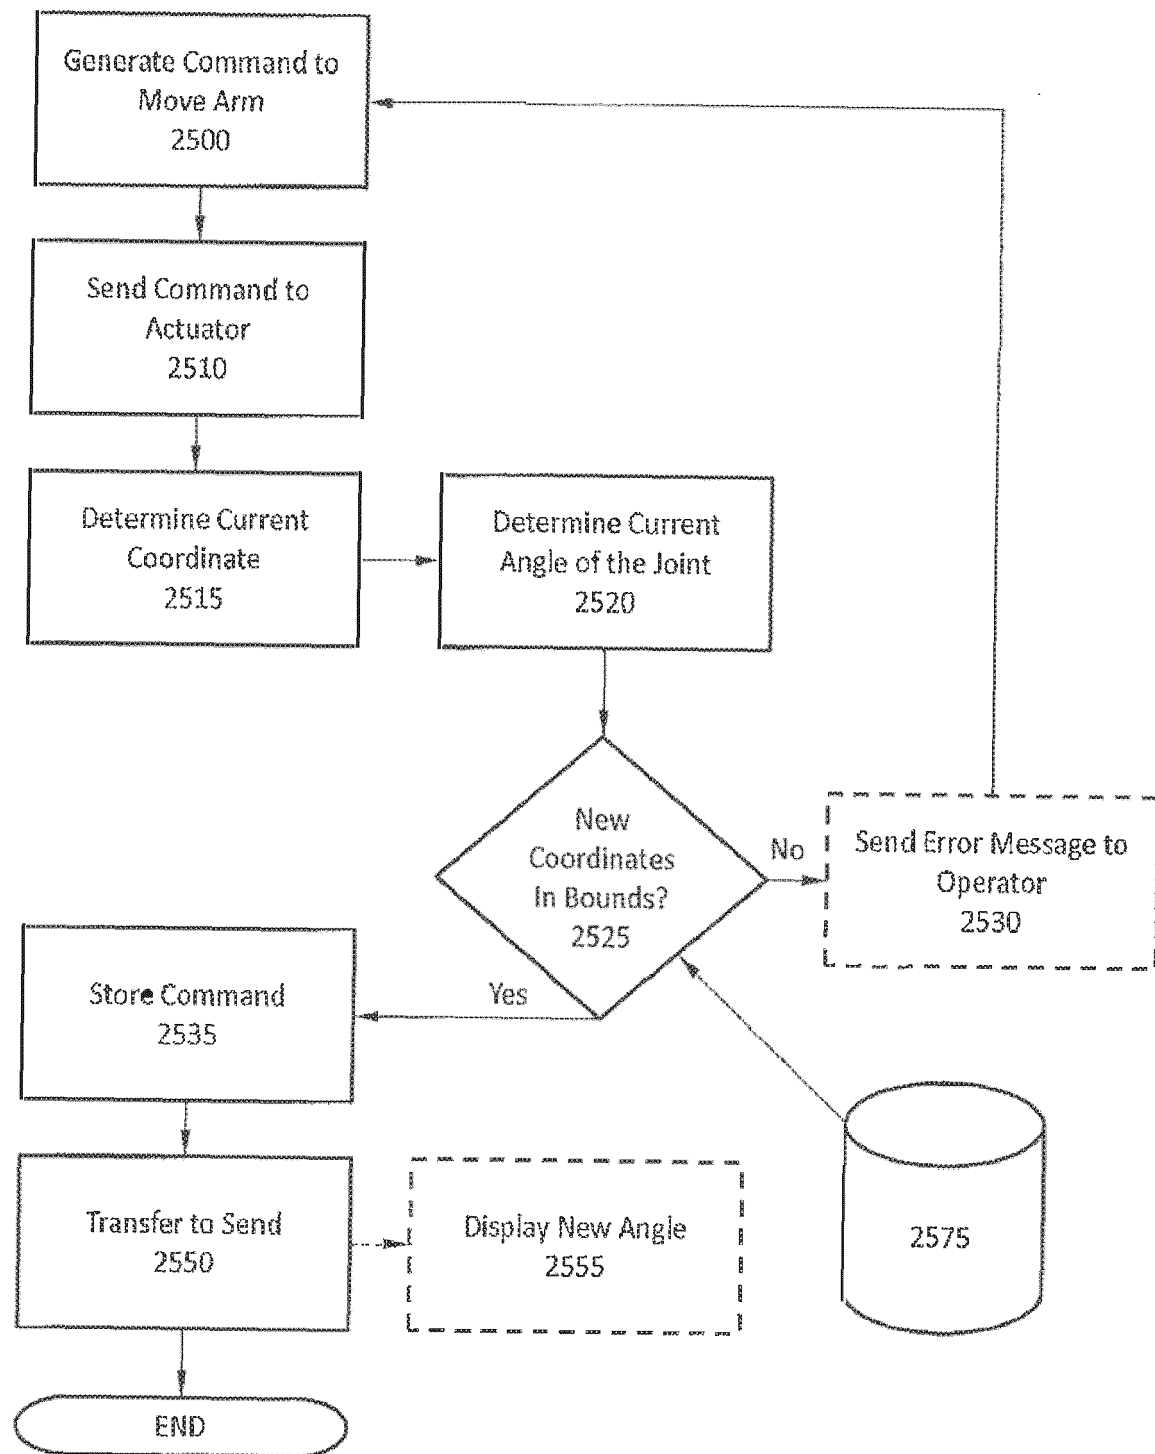 Generate Command to
Move Arm
2500
Send Command to
Actuator
2510
Determine Current
Coordinate
2515
Determine Current
Angle of the Joint
2520
New
Coordinates
In Bounds?
2525
No
Send Error Message to
Operator
2530
Yes
Store Command
2535
Transfer to Send
2550
Display New Angle
2555
2575
END